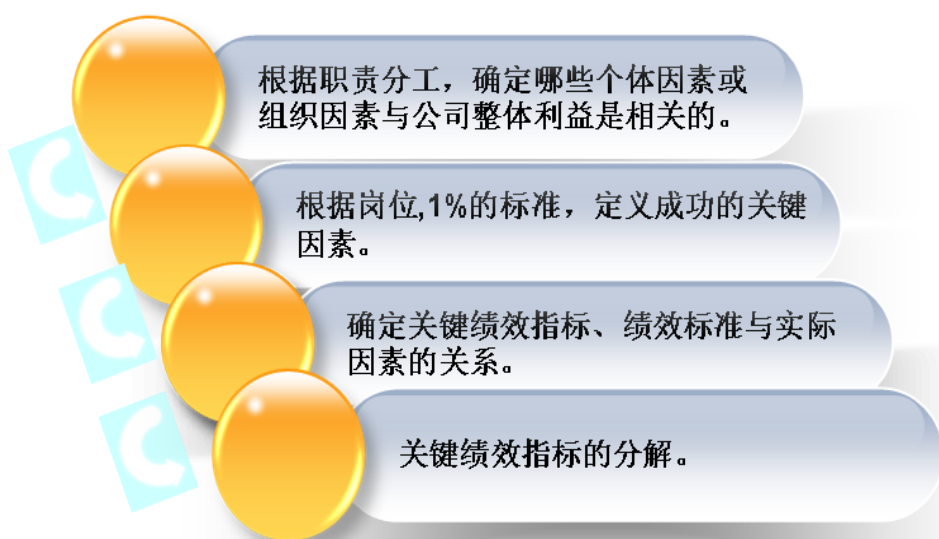 根据职责分工，确定哪些个体因素或
组织因素与公司整体利益是相关的。
根据岗位,1%的标准，定义成功的关键
因素。
确定关键绩效指标、绩效标准与实际
因素的关系。
关键绩效指标的分解。